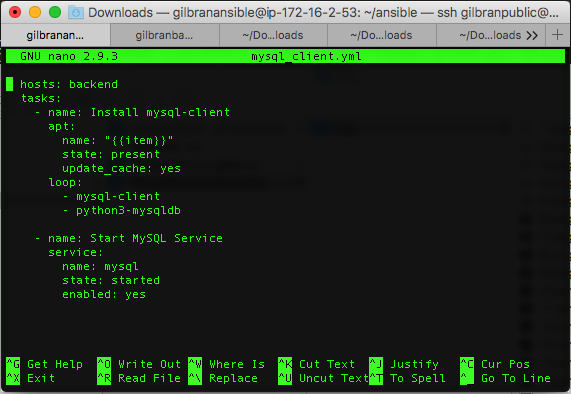 Downloads — gilbranansible@ip-172-16-2-53: ~/ansible — ssh gilbranpublic@...
gilbranan... gilbranba... ~/Do...loads ~/Do...loads ~/Do...loads >> +
GNU nano 2.9.3 mysql_client.yml
hosts: backend
tasks:
- name: Install mysql-client
apt:
name: "{{item}}"
state: present
update_cache: yes
loop:
- mysql-client
- python3-mysqldb
- name: Start MySQL Service
service:
name: mysql
state: started
enabled: yes
^G Get Help ^O Write Out ^W Where Is ^K Cut Text ^J Justify ^C Cur Pos
^X Exit ^R Read File ^\ Replace ^U Uncut Text ^T To Spell ^_ Go To Line